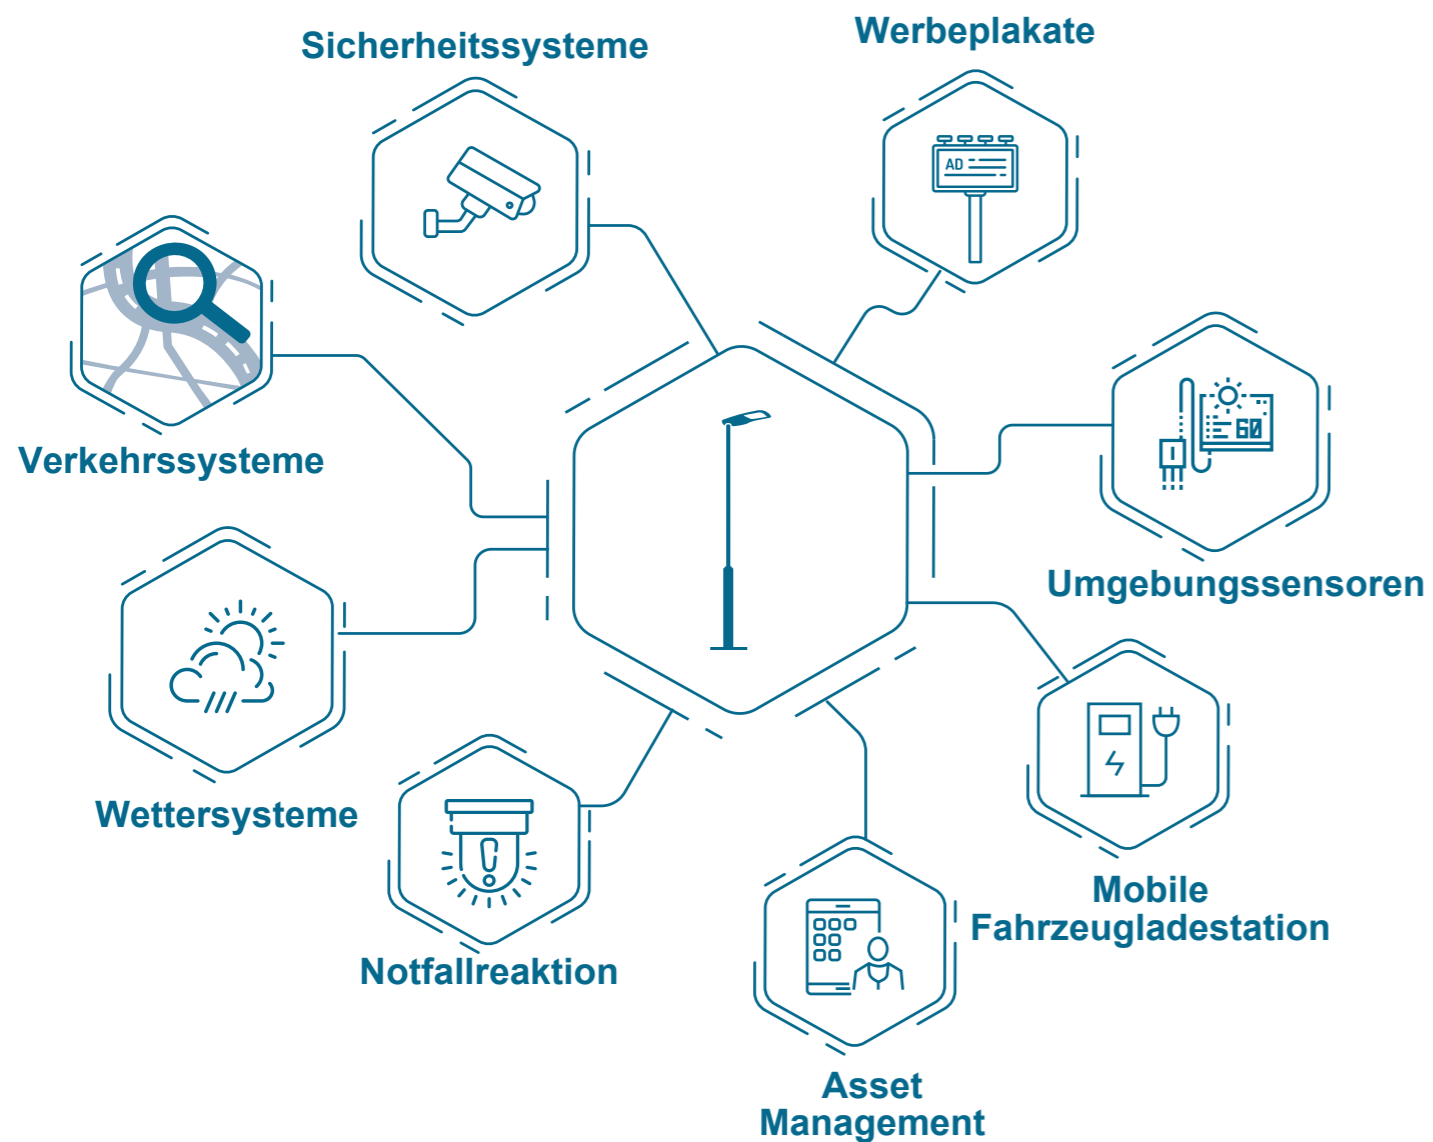 Sicherheitssysteme
Werbeplakate
AD
Verkehrssysteme
60
Umgebungssensoren
Wettersysteme
Mobile
Fahrzeugladestation
Notfallreaktion
Asset
Management